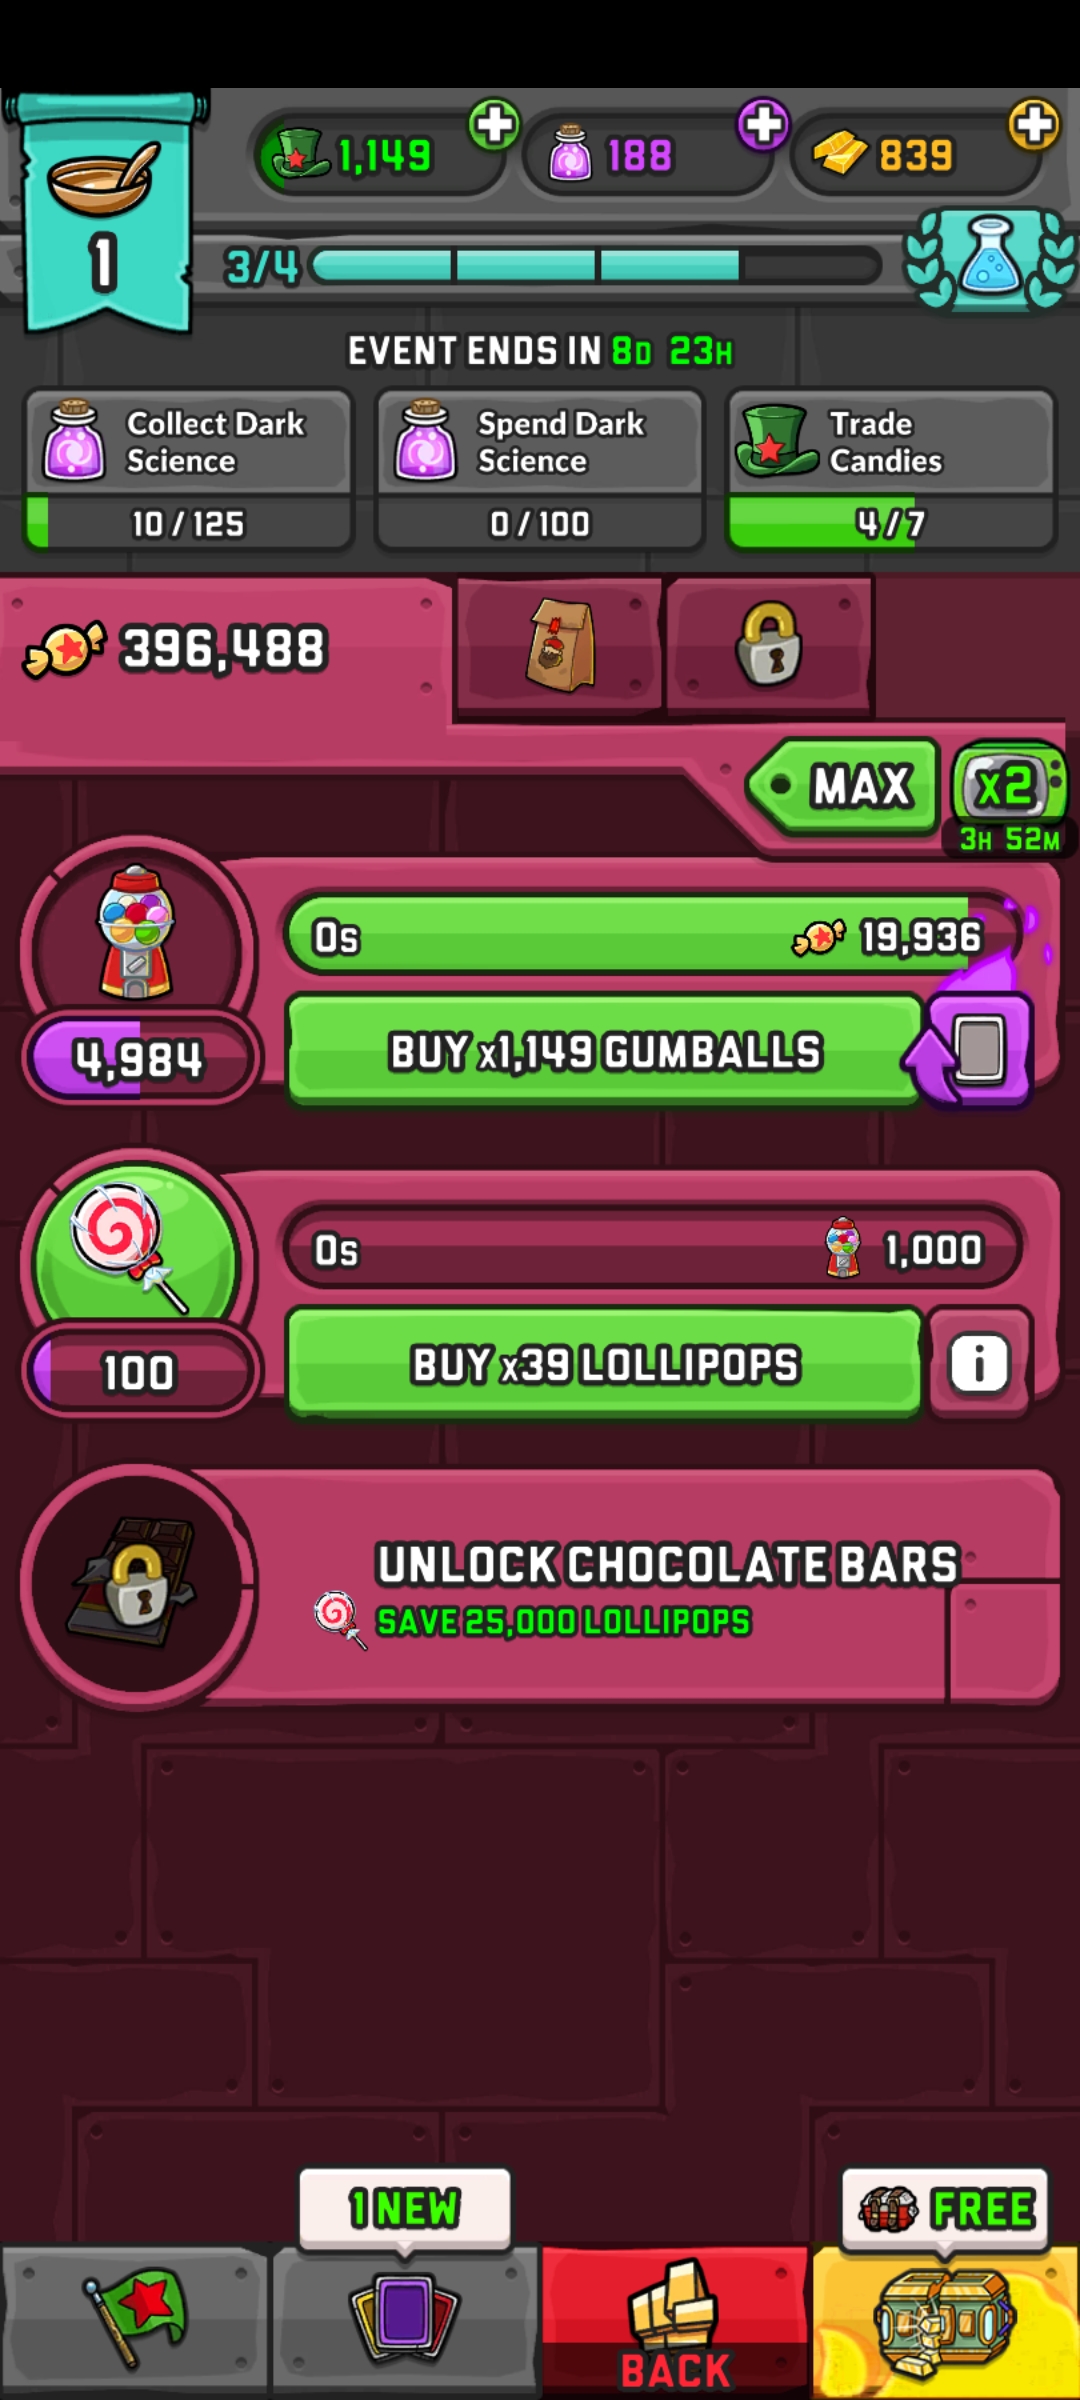 1,149
188
839
1
3/4
EVENT ENDS IN 8D 23H
Collect Dark
Science
10 / 125
Spend Dark
Science
0 / 100
Trade
Candies
4 / 7
396,488
MAX
x2
3H 52M
0s
19,936
4,984
BUY x1,149 GUMBALLS
0s
1,000
100
BUY x39 LOLLIPOPS
i
UNLOCK CHOCOLATE BARS
SAVE 25,000 LOLLIPOPS
1 NEW
FREE
BACK